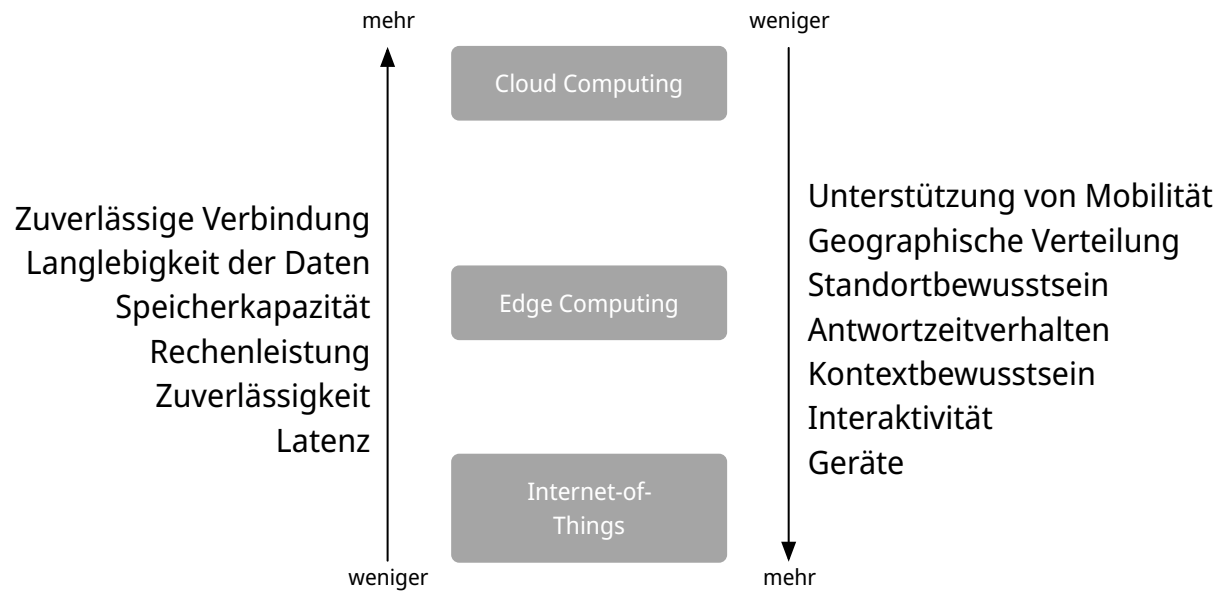 mehr
weniger
Cloud Computing
Zuverlässige Verbindung
Langlebigkeit der Daten
Speicherkapazität
Rechenleistung
Zuverlässigkeit
Latenz
Edge Computing
Unterstützung von Mobilität
Geographische Verteilung
Standortbewusstsein
Antwortzeitverhalten
Kontextbewusstsein
Interaktivität
Geräte
Internet-of-
Things
weniger
mehr